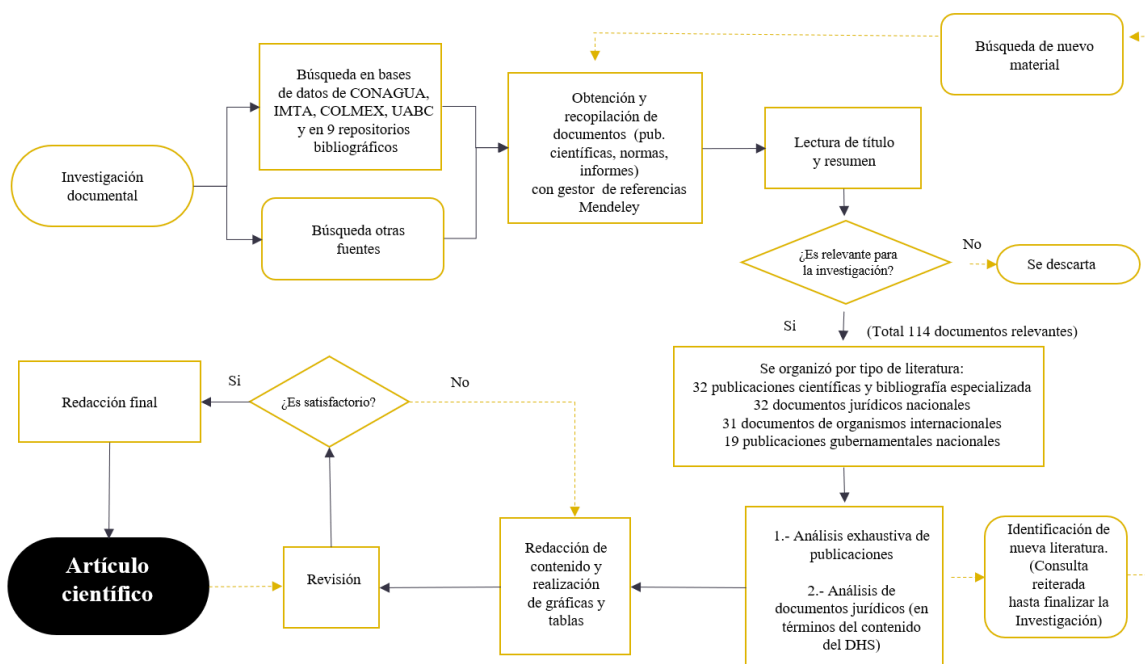 Investigación
documental
Búsqueda en bases
de datos de CONAGUA,
IMTA, COLMEX, UABC
y en 9 repositorios
bibliográficos
Búsqueda otras
fuentes
Obtención y
recopilación de
documentos (pub.
científicas, normas,
informes)
con gestor de referencias
Mendeley
Búsqueda de nuevo
material
Lectura de título
y resumen
¿Es relevante para
la investigación?
No
Se descarta
Si
(Total 114 documentos relevantes)
Se organizó por tipo de literatura:
32 publicaciones científicas y bibliografía especializada
32 documentos jurídicos nacionales
31 documentos de organismos internacionales
19 publicaciones gubernamentales nacionales
1.- Análisis exhaustiva de
publicaciones
2.- Análisis de
documentos jurídicos (en
términos del contenido
del DHS)
Identificación de
nueva literatura.
(Consulta
reiterada
hasta finalizar la
Investigación)
Redacción de
contenido y
realización
de gráficas y
tablas
Revisión
¿Es satisfactorio?
No
Si
Redacción final
Artículo
científico